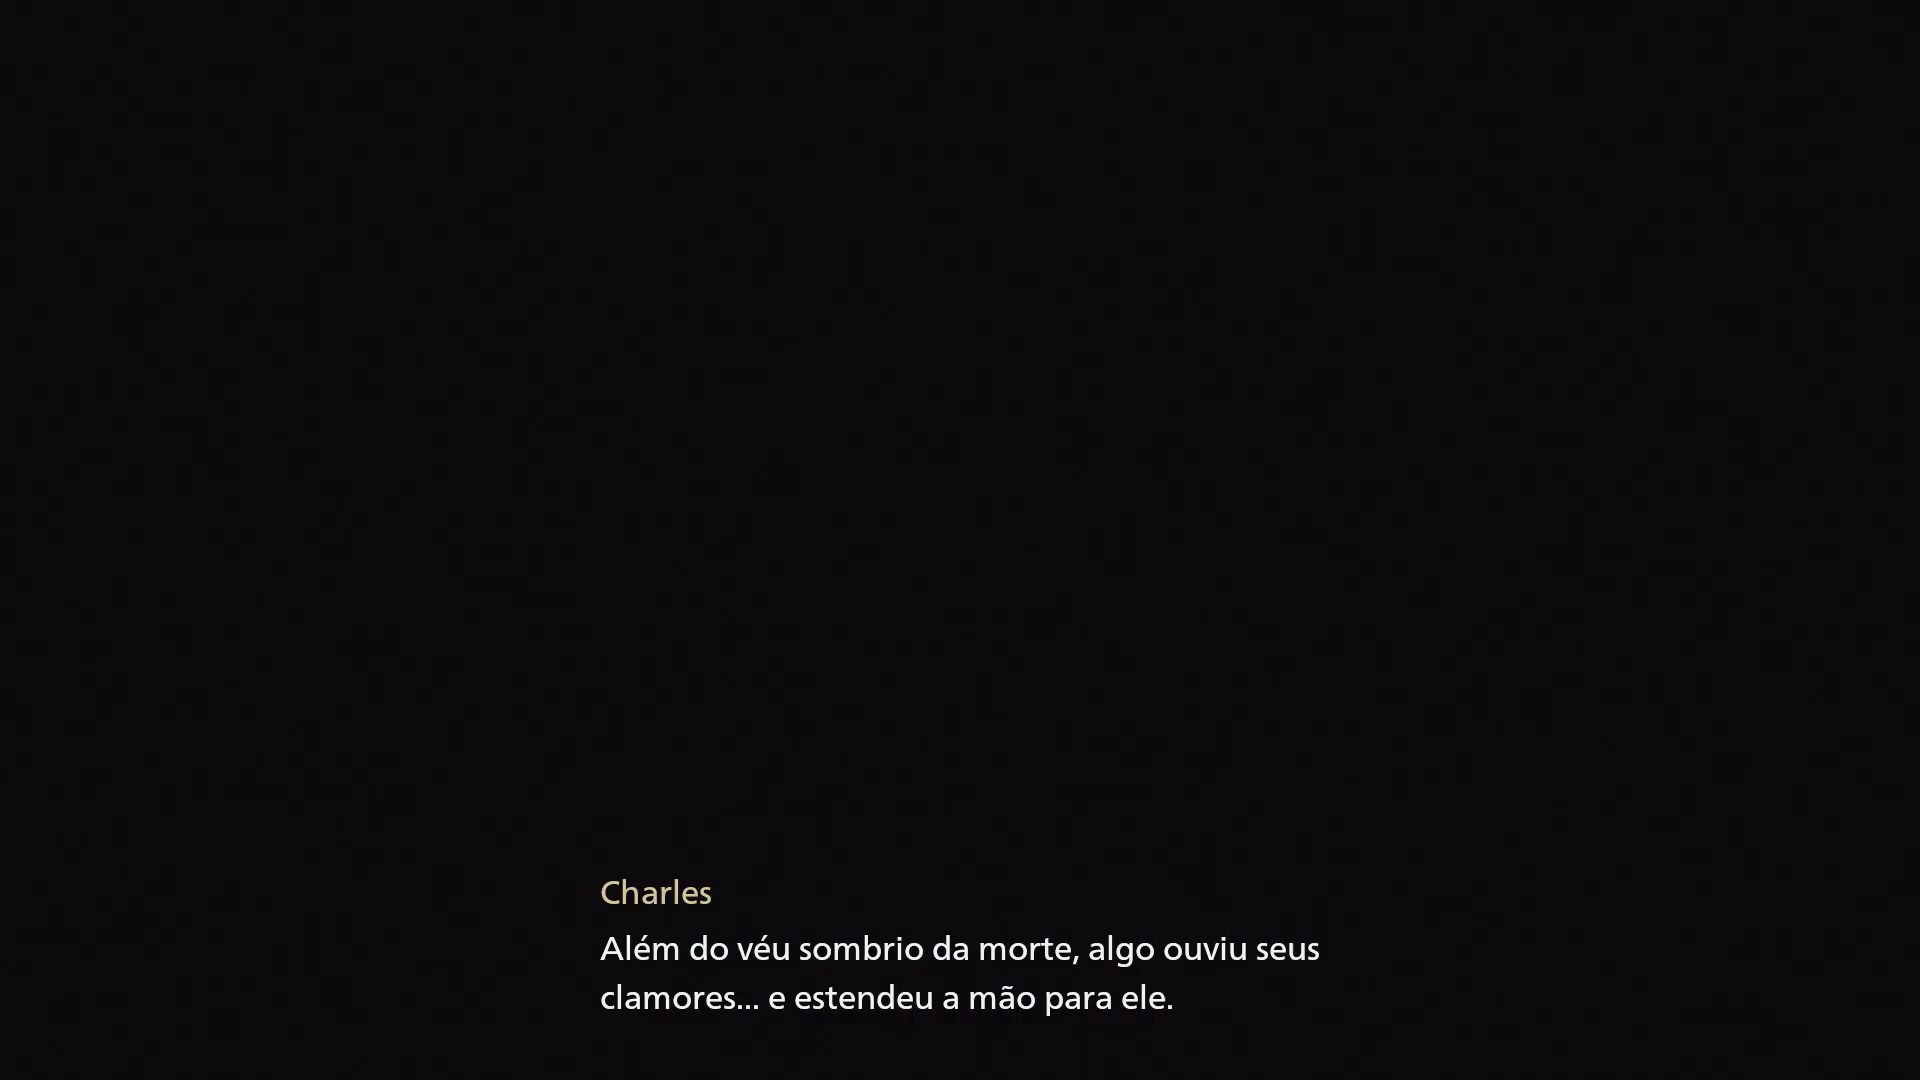 Charles
Além do véu sombrio da morte, algo ouviu seus
clamores... e estendeu a mão para ele.